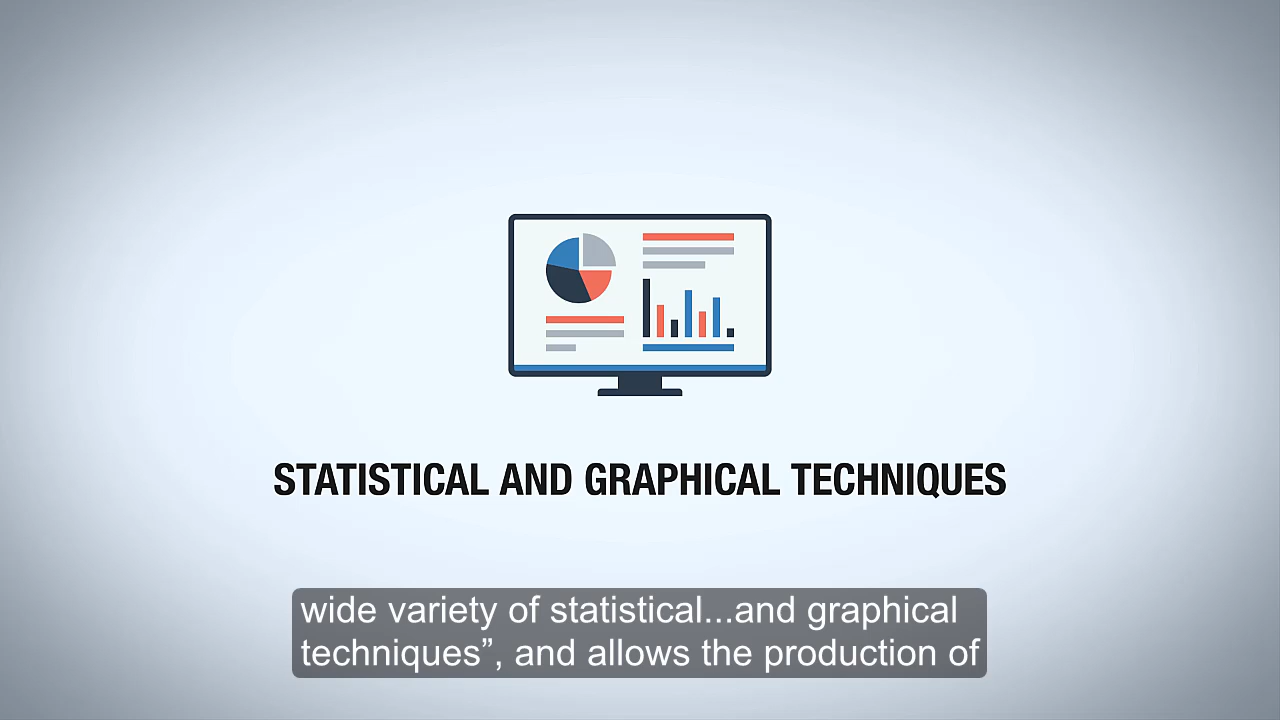 STATISTICAL AND GRAPHICAL TECHNIQUES
wide variety of statistical...and graphical
techniques”, and allows the production of